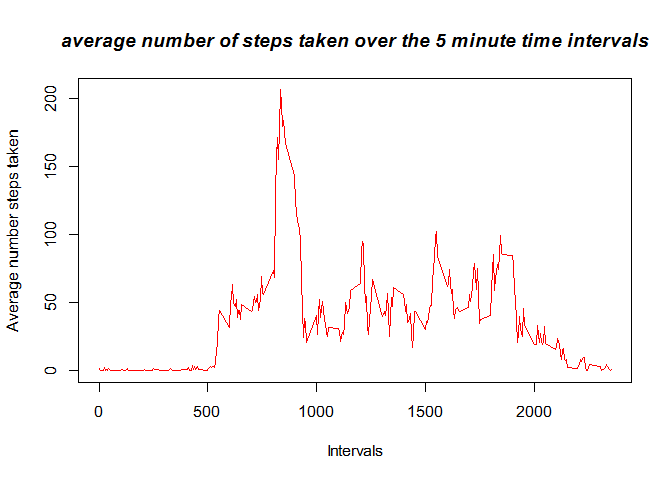 average number of steps taken over the 5 minute time intervals
Average number steps taken
200
150
100
50
0
0 500 1000 1500 2000
Intervals